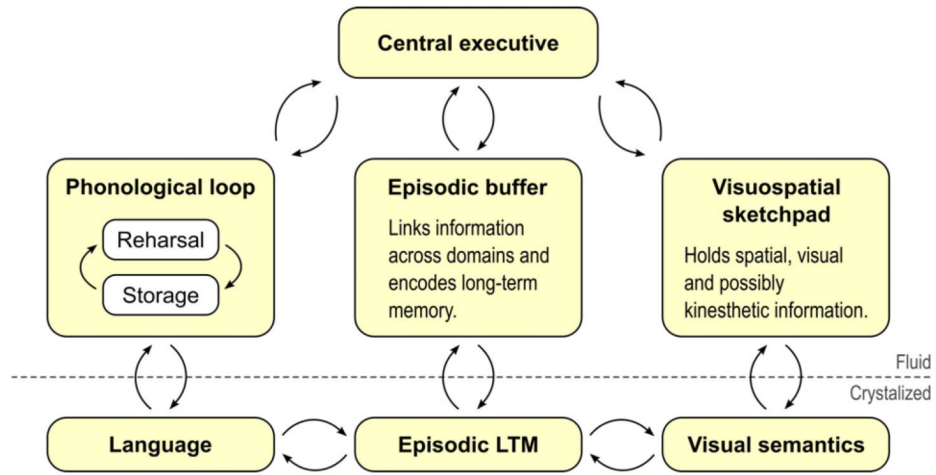 Central executive
Phonological loop
Reharsal
Storage
Episodic buffer
Links information
across domains and
encodes long-term
memory.
Visuospatial
sketchpad
Holds spatial, visual
and possibly
kinesthetic information.
Fluid
Crystalized
Language
Episodic LTM
Visual semantics